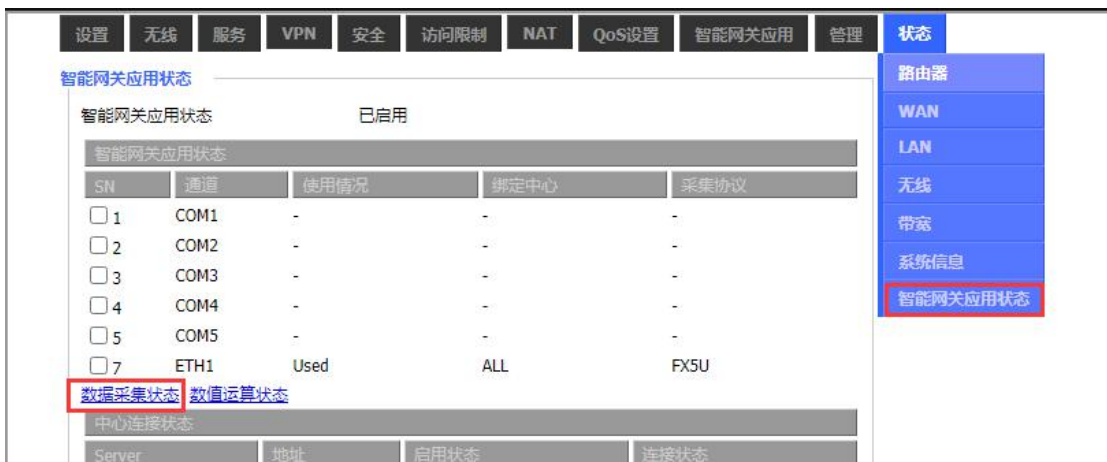 设置 无线 服务 VPN 安全 访问限制 NAT QoS设置 智能网关应用 管理 状态
路由器
WAN
LAN
无线
带宽
系统信息
智能网关应用状态
智能网关应用状态
智能网关应用状态 已启用
智能网关应用状态
SN 通道 使用情况 绑定中心 采集协议
1 COM1 - - -
2 COM2 - - -
3 COM3 - - -
4 COM4 - - -
5 COM5 - - -
7 ETH1 Used ALL FX5U
数据采集状态 数值运算状态
中心连接状态
Server 地址 启用状态 连接状态